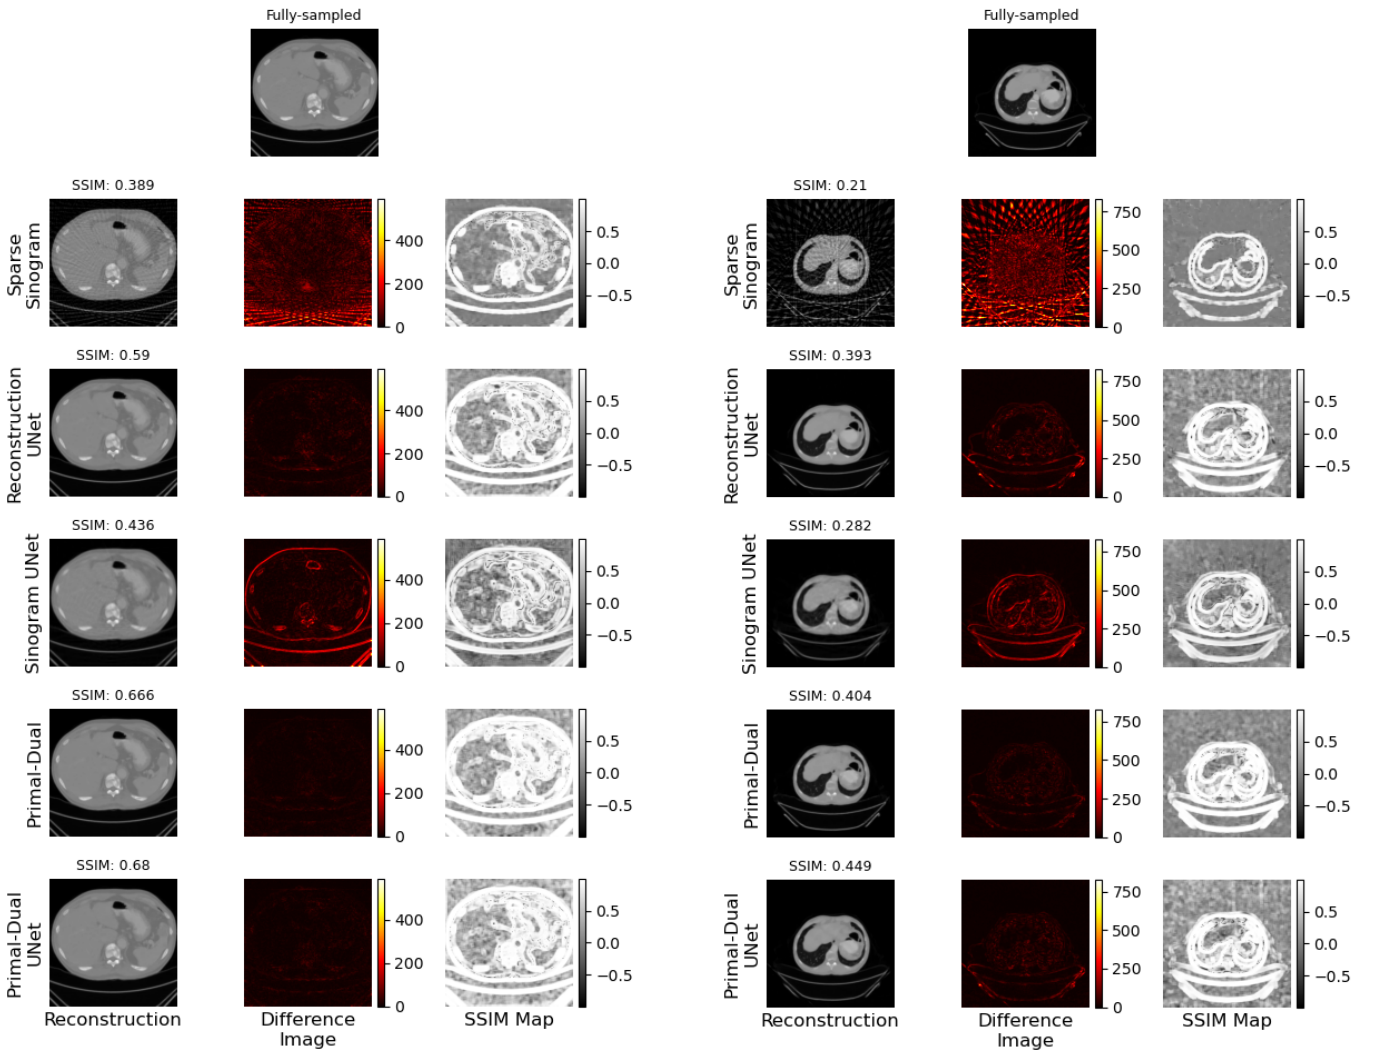 Fully-sampled
SSIM: 0.389
Sparse
Sinogram
400
200
0
0.5
0.0
−0.5
SSIM: 0.59
Reconstruction
UNet
400
200
0
0.5
0.0
−0.5
SSIM: 0.436
Sinogram UNet
400
200
0
0.5
0.0
−0.5
SSIM: 0.666
Primal-Dual
400
200
0
0.5
0.0
−0.5
SSIM: 0.68
Primal-Dual
UNet
400
200
0
0.5
0.0
−0.5
Reconstruction
Difference
Image
SSIM Map
Fully-sampled
SSIM: 0.21
Sparse
Sinogram
750
500
250
0
0.5
0.0
−0.5
SSIM: 0.393
Reconstruction
UNet
750
500
250
0
0.5
0.0
−0.5
SSIM: 0.282
Sinogram UNet
750
500
250
0
0.5
0.0
−0.5
SSIM: 0.404
Primal-Dual
750
500
250
0
0.5
0.0
−0.5
SSIM: 0.449
Primal-Dual
UNet
750
500
250
0
0.5
0.0
−0.5
Reconstruction
Difference
Image
SSIM Map